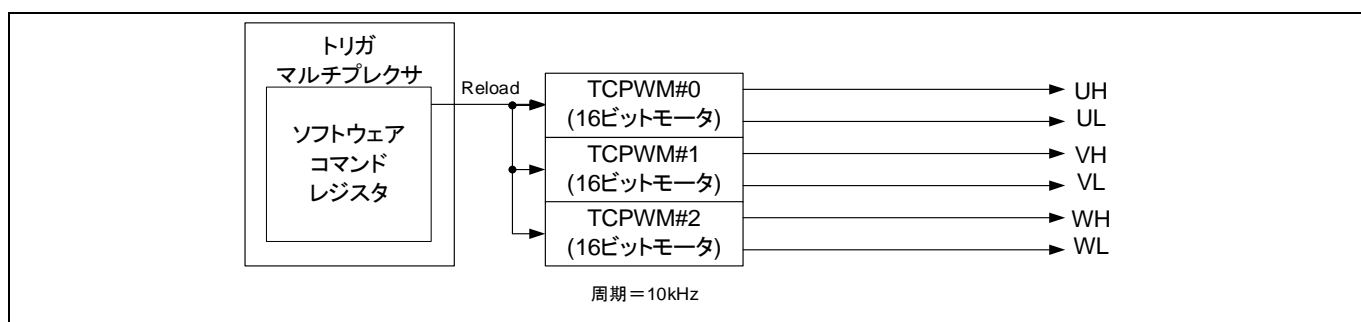 トリガ
マルチプレクサ
ソフトウェア
コマンド
レジスタ
Reload
TCPWM#0
(16ビットモータ)
TCPWM#1
(16ビットモータ)
TCPWM#2
(16ビットモータ)
UH
UL
VH
VL
WH
WL
周期＝10kHz